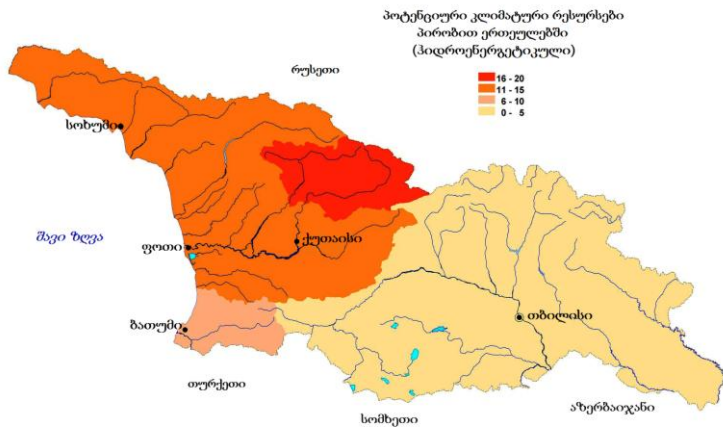 პოტენციური კლიმატური რესურსები
პირობით ერთეულებში
(ჰიდროენერგეტიკული)
16 - 20
11 - 15
6 - 10
0 - 5
რუსეთი
სოხუმი
შავი ზღვა
ფოთი
ქუთაისი
ბათუმი
თბილისი
თურქეთი
სომხეთი
აზერბაიჯანი